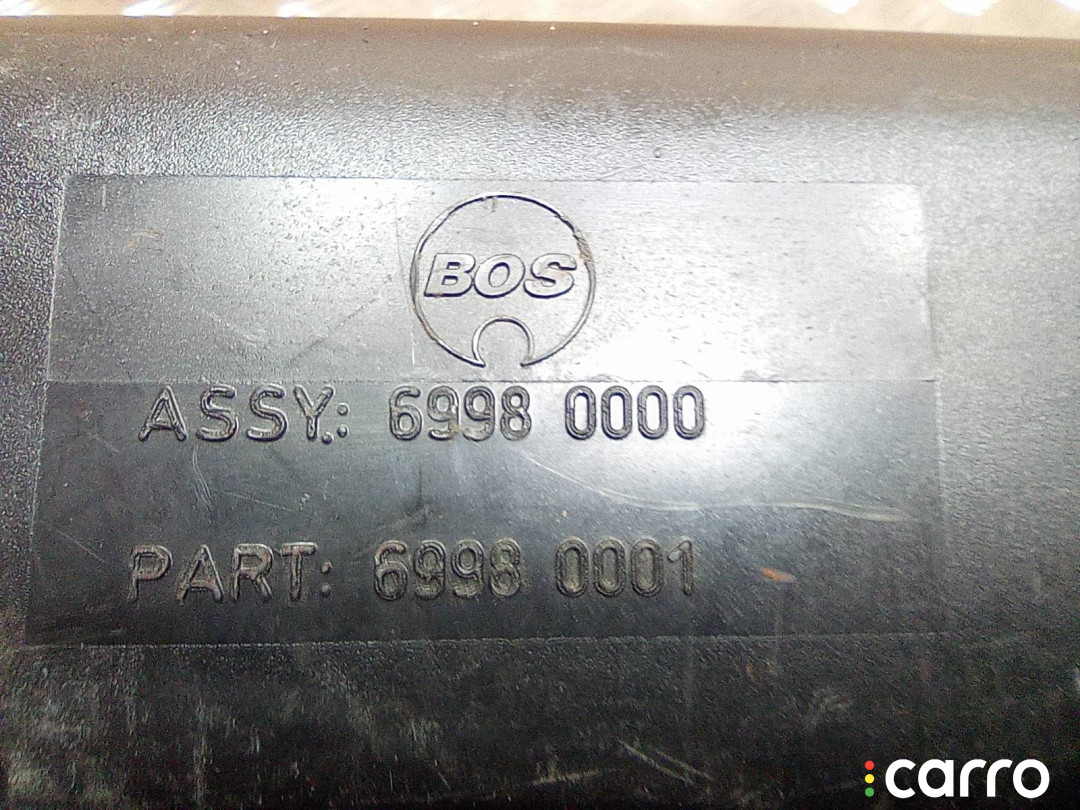 BOS
ASSY.: 6998 0000
PART: 6998 0001
carro